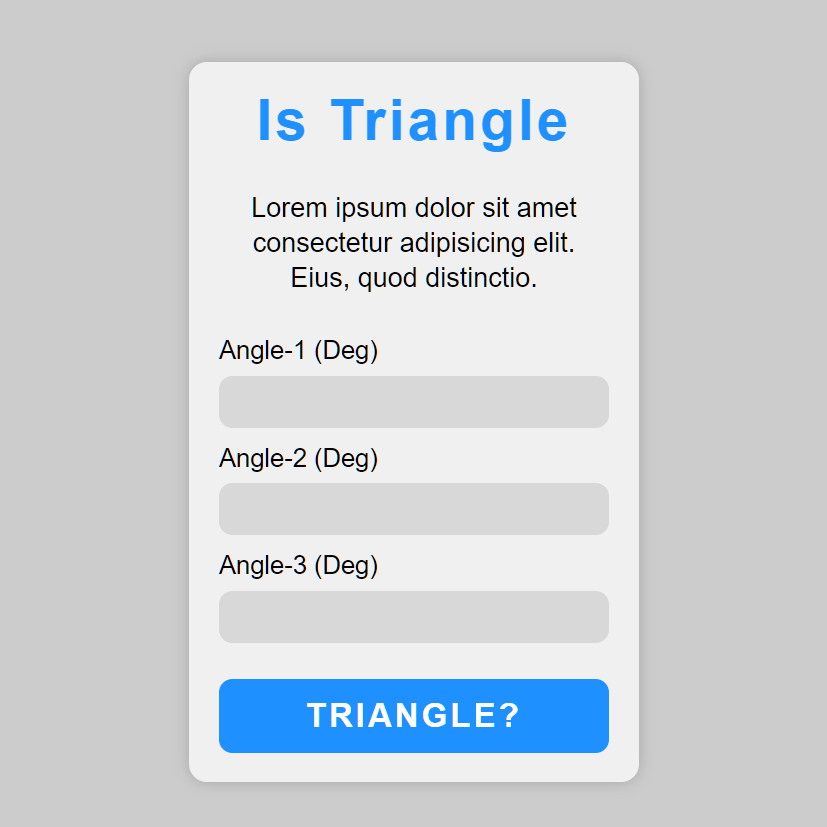 Is Triangle
Lorem ipsum dolor sit amet
consectetur adipisicing elit.
Eius, quod distinctio.
Angle-1 (Deg)
Angle-2 (Deg)
Angle-3 (Deg)
TRIANGLE?